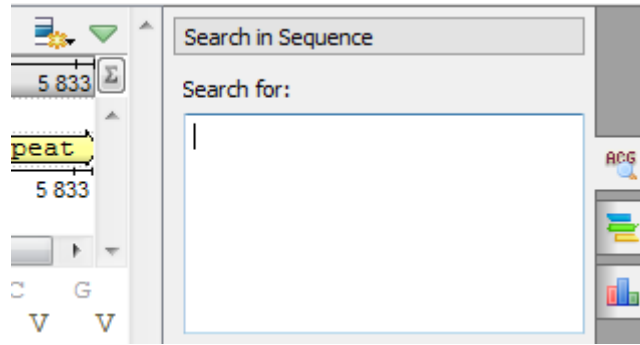 Search in Sequence
5 833
Σ
Search for:
peat
ACG
5 833
C G
V V